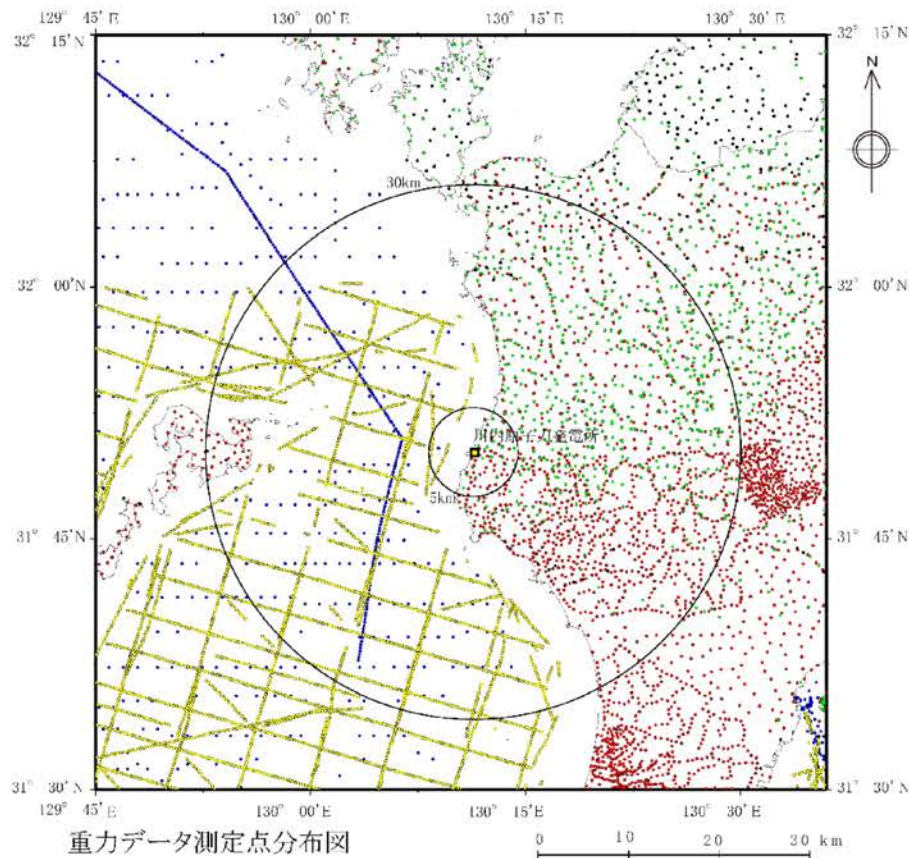 129° 45′ E
130° 00′ E
130° 15′ E
130° 30′ E
32° 15′ N
32° 15′ N
N
30km
32° 00′ N
32° 00′ N
川内原子力発電所
5km
31° 45′ N
31° 45′ N
31° 30′ N
31° 30′ N
129° 45′ E
130° 00′ E
130° 15′ E
130° 30′ E
重力データ測定点分布図
0 10 20 30 km